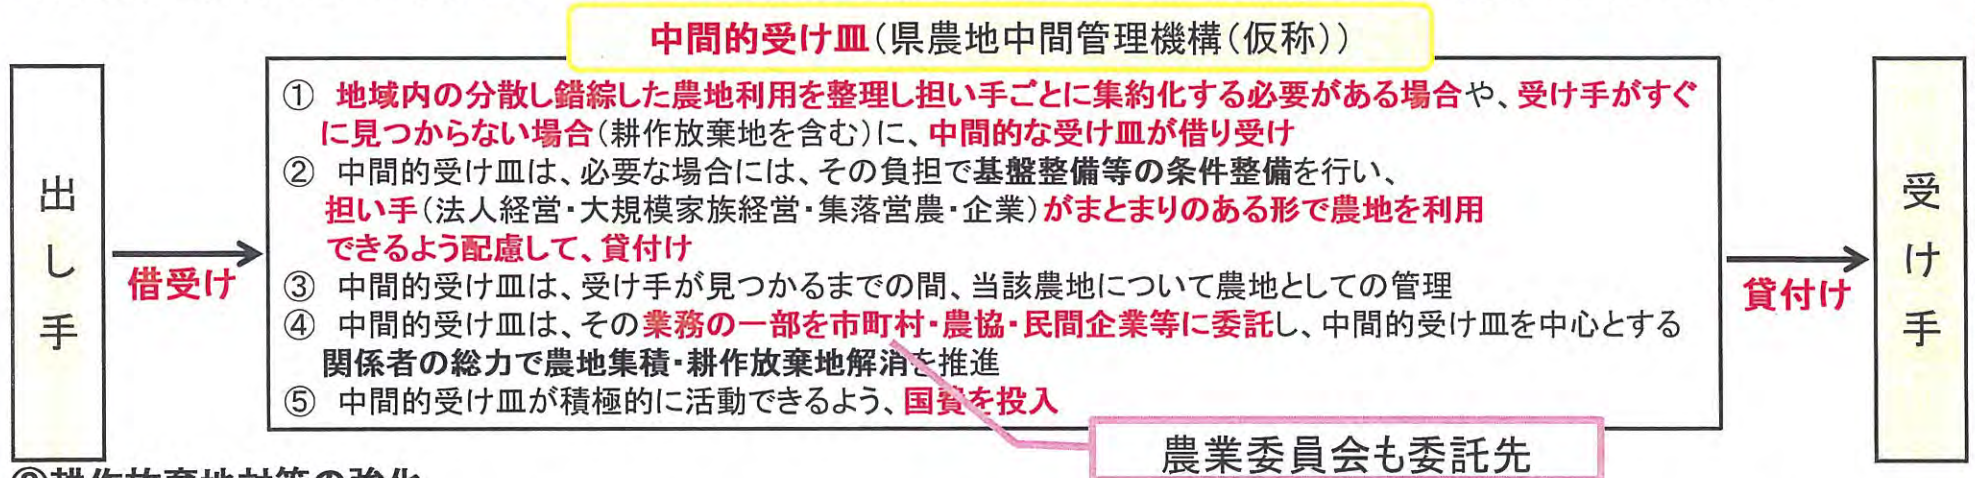 中間的受け皿(県農地中間管理機構(仮称))
出し手
借受け
① 地域内の分散し錯綜した農地利用を整理し担い手ごとに集約化する必要がある場合や、受け手がすぐ
に見つからない場合(耕作放棄地を含む)に、中間的な受け皿が借り受け
② 中間的受け皿は、必要な場合には、その負担で基盤整備等の条件整備を行い、
担い手(法人経営・大規模家族経営・集落営農・企業)がまとまりのある形で農地を利用
できるよう配慮して、貸付け
③ 中間的受け皿は、受け手が見つかるまでの間、当該農地について農地としての管理
④ 中間的受け皿は、その業務の一部を市町村・農協・民間企業等に委託し、中間的受け皿を中心とする
関係者の総力で農地集積・耕作放棄地解消を推進
⑤ 中間的受け皿が積極的に活動できるよう、国費を投入
貸付け
受け手
農業委員会も委託先
耕作放棄地対策の強化